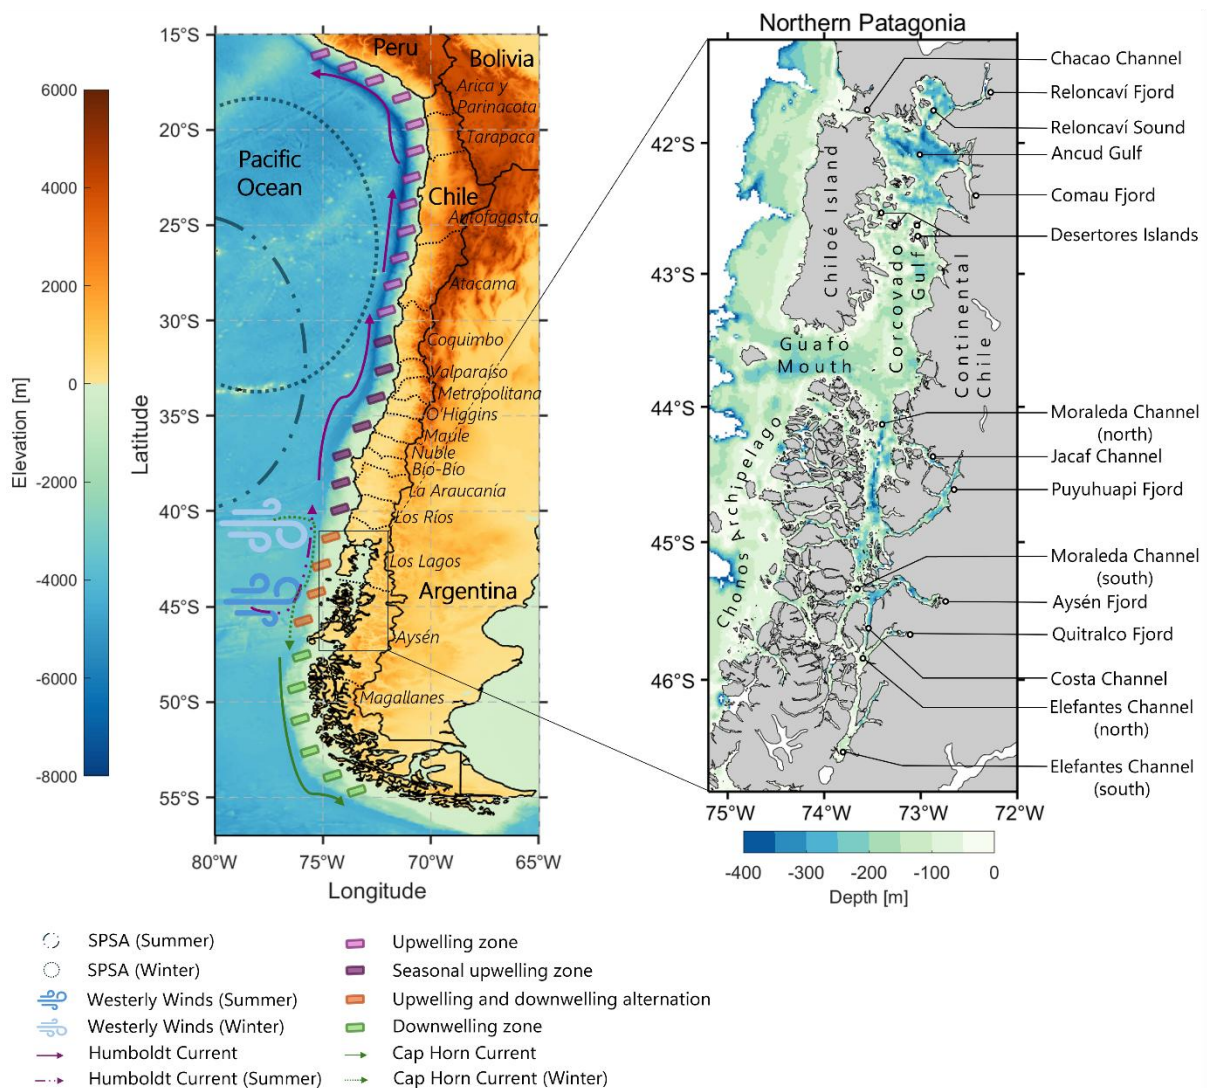 Northern Patagonia
15°S
20°S
25°S
30°S
35°S
40°S
45°S
50°S
55°S
Latitude
80°W
75°W
70°W
65°W
Longitude
6000
4000
2000
0
-2000
-4000
-6000
-8000
Elevation [m]
Peru
Bolivia
Pacific
Ocean
Chile
Argentina
Arica y
Parinacota
Tarapaca
Antofagasta
Atacama
Coquimbo
Valparaíso
Metropolitana
O'Higgins
Maule
Ñuble
Bío-Bío
La Araucanía
Los Ríos
Los Lagos
Aysén
Magallanes
42°S
43°S
44°S
45°S
46°S
75°W
74°W
73°W
72°W
Chiloé Island
Corcovado
Gulf
Continental
Chile
Guafo
Mouth
Chonos Archipelago
Chacao Channel
Reloncaví Fjord
Reloncaví Sound
Ancud Gulf
Comau Fjord
Desertores Islands
Moraleda Channel
(north)
Jacaf Channel
Puyuhuapi Fjord
Moraleda Channel
(south)
Aysén Fjord
Quitralco Fjord
Costa Channel
Elefantes Channel
(north)
Elefantes Channel
(south)
-400
-300
-200
-100
0
Depth [m]
SPSA (Summer)
SPSA (Winter)
Westerly Winds (Summer)
Westerly Winds (Winter)
Humboldt Current
Humboldt Current (Summer)
Upwelling zone
Seasonal upwelling zone
Upwelling and downwelling alternation
Downwelling zone
Cap Horn Current
Cap Horn Current (Winter)